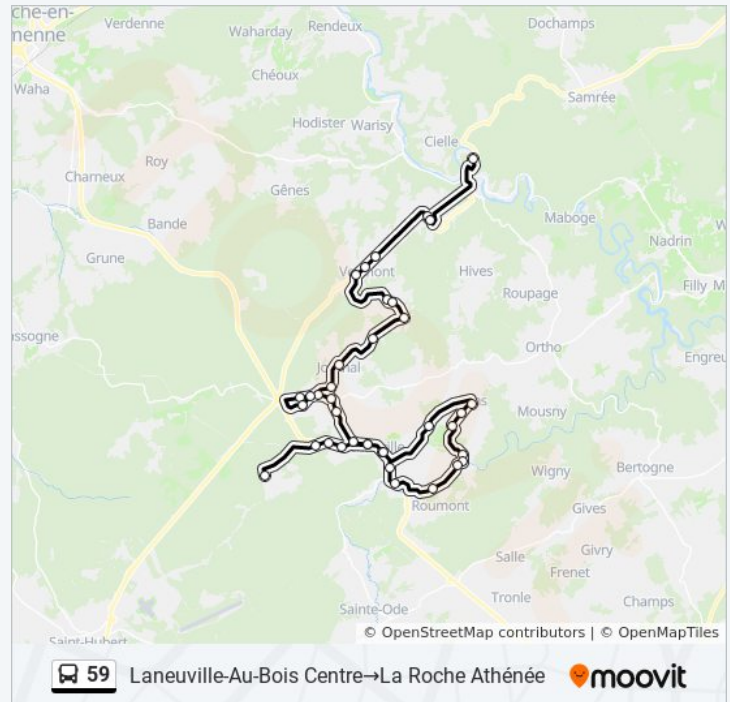 che-en-
nenne
Verdenne
Rendeux
Dochamps
Waharday
Waha
Chéoux
Samrée
Hodister
Warisy
Cielle
Roy
Charneux
Gênes
Maboge
Bande
Nadrin
Grune
Hives
Filly
Roupage
ssogne
Ortho
Engreu
Mousny
Wigny
Bertogne
Roumont
Gives
Salle
Givry
Frenet
Tronle
Champs
Sainte-Ode
Saint-Hubert
© OpenStreetMap contributors | © OpenMapTiles
59 Laneuville-Au-Bois Centre→La Roche Athénée moovit